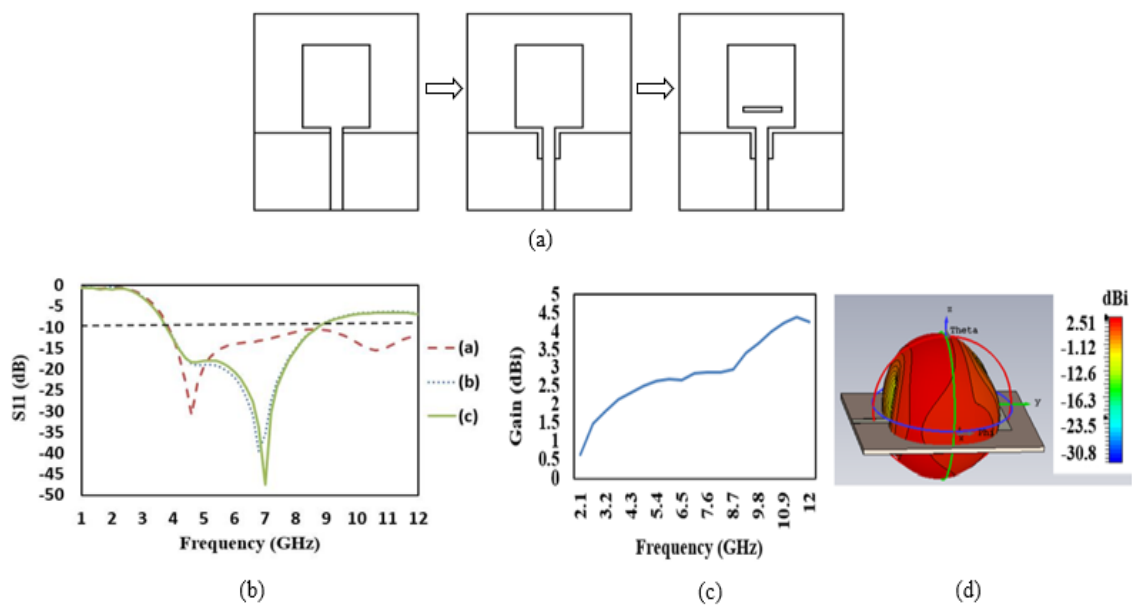 (a)
0
-5
-10
-15
-20
-25
-30
-35
-40
-45
-50
S11 (dB)
1 2 3 4 5 6 7 8 9 10 11 12
Frequency (GHz)
(a)
(b)
(c)
(b)
5
4.5
4
3.5
3
2.5
2
1.5
1
0.5
0
Gain (dBi)
2.1 3.2 4.3 5.4 6.5 7.6 8.7 9.8 10.9 12
Frequency (GHz)
(c)
z
Theta
y
x
dBi
2.51
-1.12
-12.6
-16.3
-23.5
-30.8
(d)